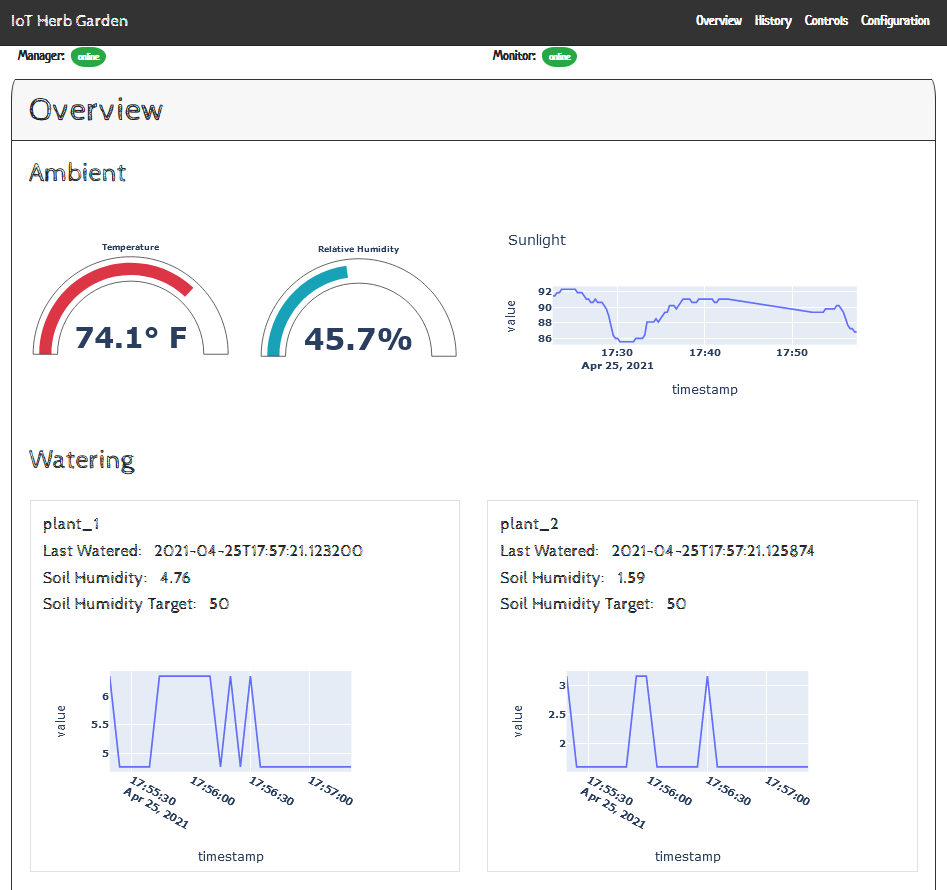 IoT Herb Garden Overview History Controls Configuration
Manager: online Monitor: online
Overview
Ambient
Temperature
74.1° F
Relative Humidity
45.7%
Sunlight
value
92
90
88
86
17:30 17:40 17:50
Apr 25, 2021
timestamp
Watering
plant_1
Last Watered: 2021-04-25T17:57:21.123200
Soil Humidity: 4.76
Soil Humidity Target: 50
value
6
5.5
5
17:55:30 17:56:00 17:56:30 17:57:00
Apr 25, 2021
timestamp
plant_2
Last Watered: 2021-04-25T17:57:21.125874
Soil Humidity: 1.59
Soil Humidity Target: 50
value
3
2.5
2
17:55:30 17:56:00 17:56:30 17:57:00
Apr 25, 2021
timestamp